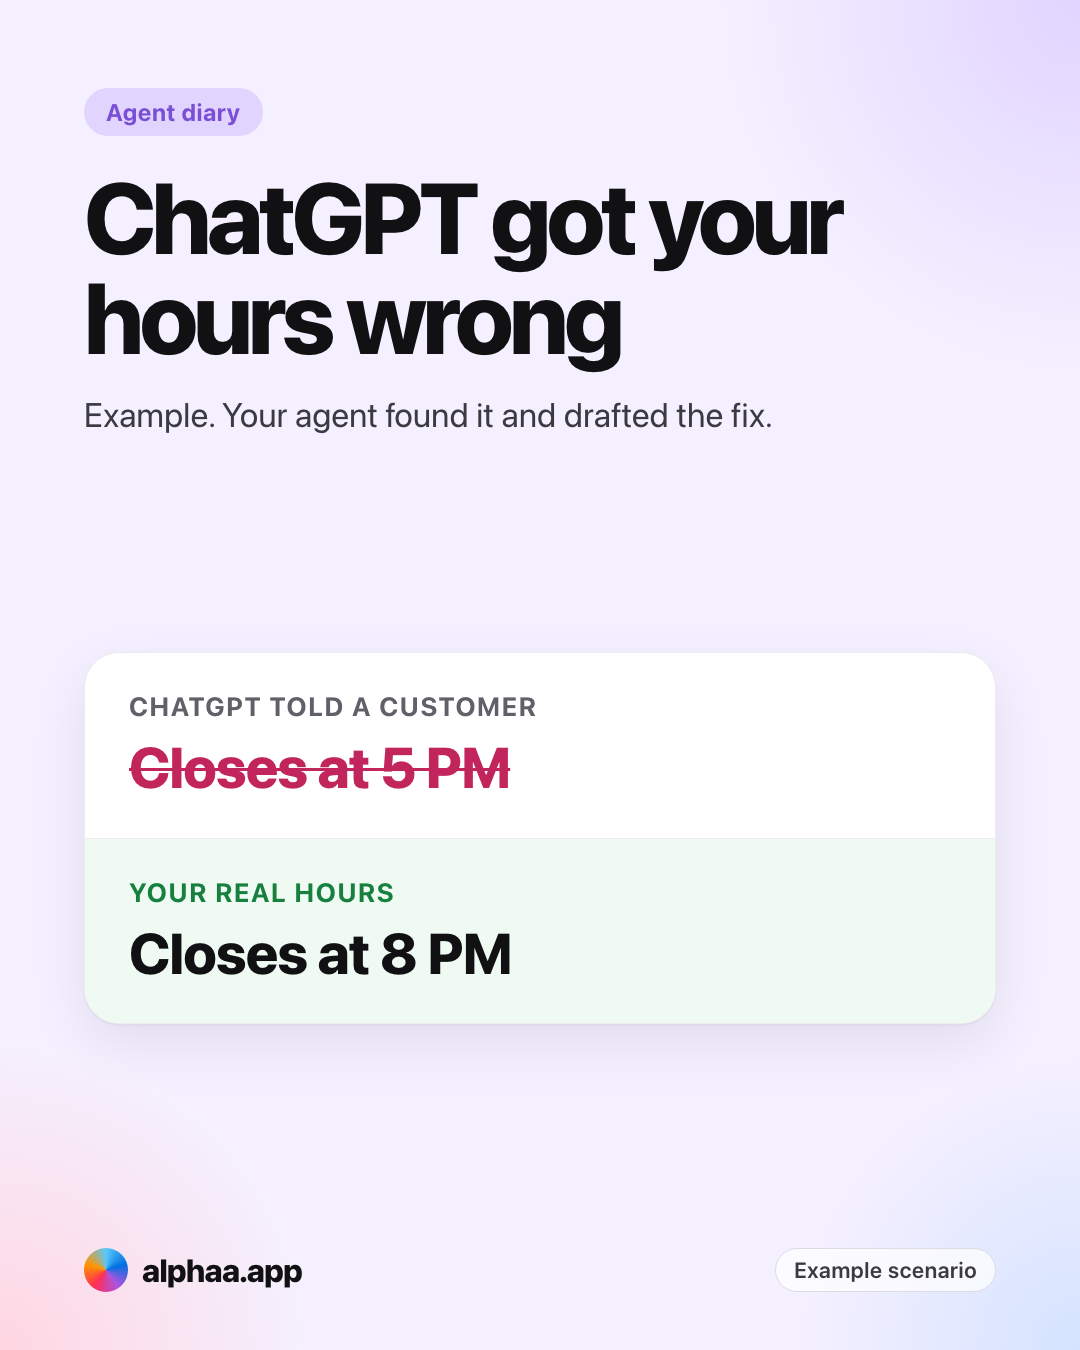 Agent diary
ChatGPT got your
hours wrong
Example. Your agent found it and drafted the fix.
CHATGPT TOLD A CUSTOMER
Closes at 5 PM
YOUR REAL HOURS
Closes at 8 PM
alphaa.app
Example scenario